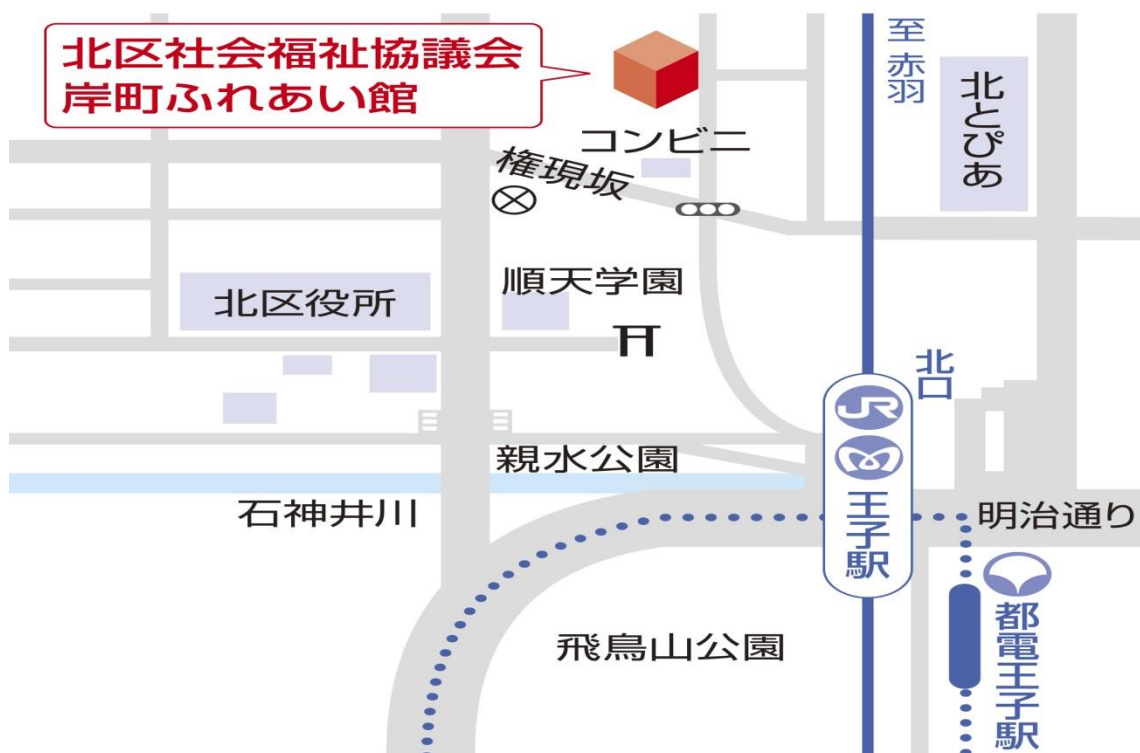 北区社会福祉協議会
岸町ふれあい館
至 赤羽
北とぴあ
コンビニ
権現坂
順天学園
北区役所
北口
JR
親水公園
石神井川
王子駅
明治通り
飛鳥山公園
都電王子駅